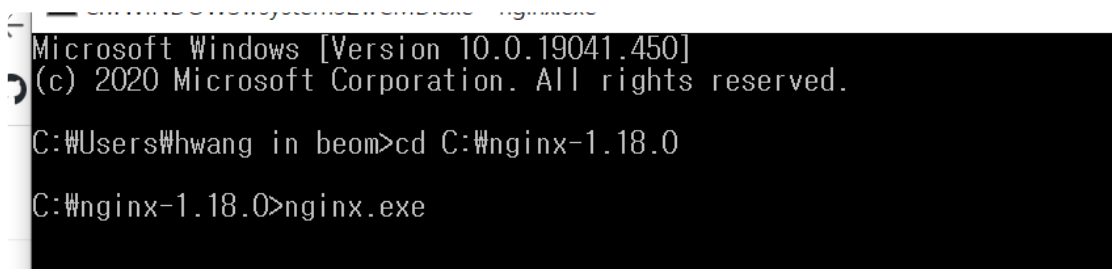 Microsoft Windows [Version 10.0.19041.450]
(c) 2020 Microsoft Corporation. All rights reserved.
C:₩Users₩hwang in beom>cd C:₩nginx-1.18.0
C:₩nginx-1.18.0>nginx.exe